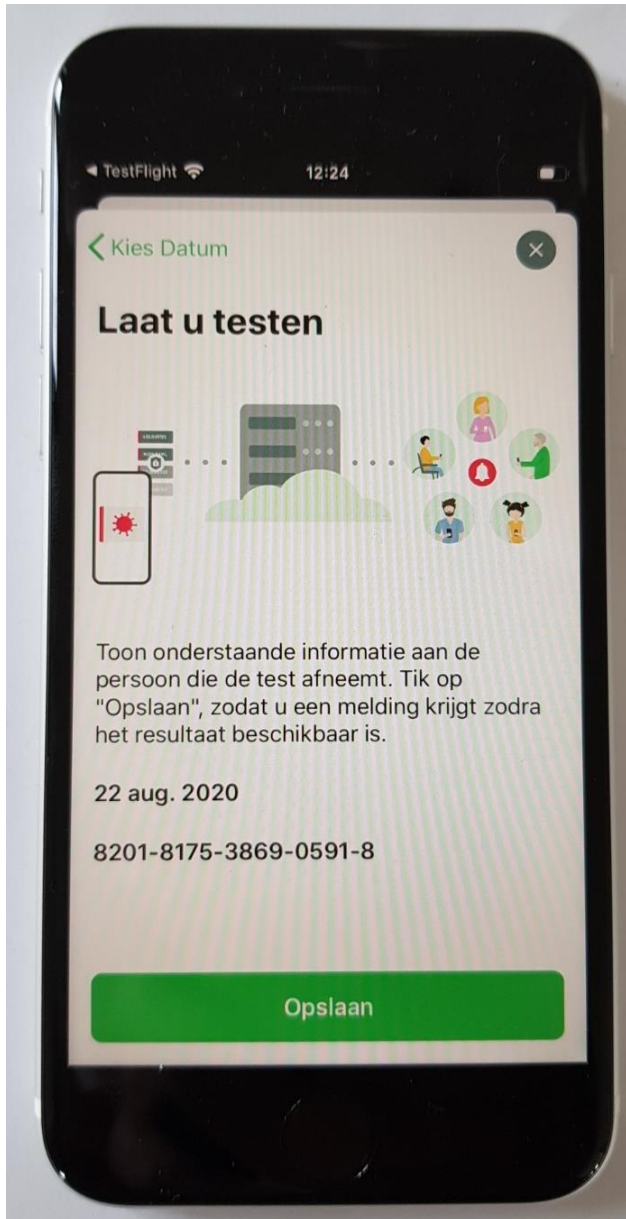 ◀ TestFlight 12:24
Kies Datum
Laat u testen
Toon onderstaande informatie aan de
persoon die de test afneemt. Tik op
"Opslaan", zodat u een melding krijgt zodra
het resultaat beschikbaar is.
22 aug. 2020
8201-8175-3869-0591-8
Opslaan